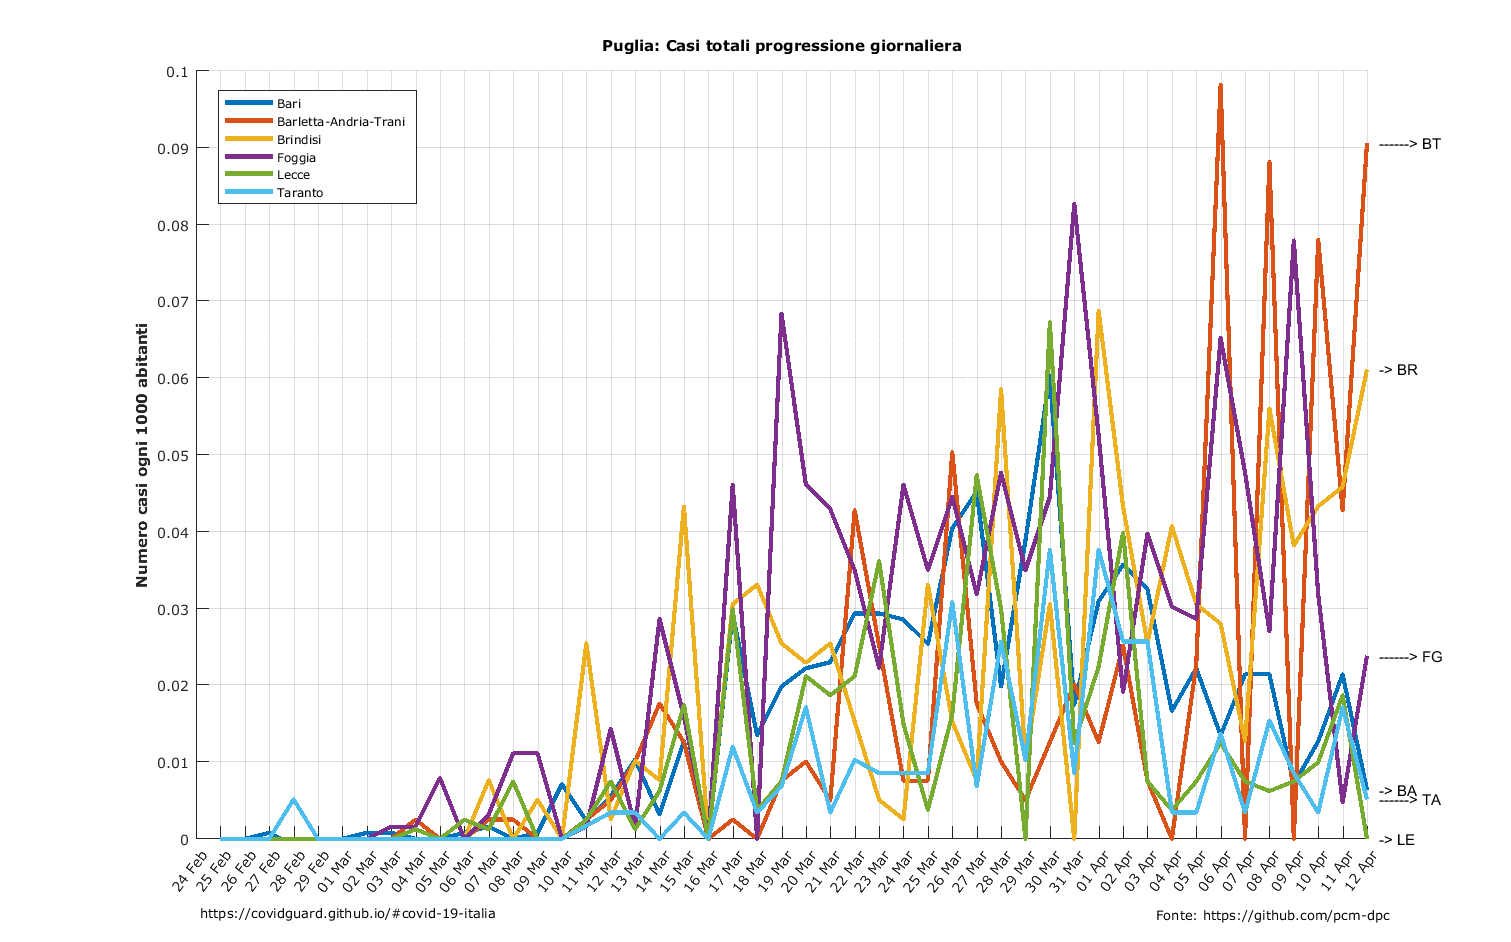 Puglia: Casi totali progressione giornaliera
Numero casi ogni 1000 abitanti
0.1
0.09
0.08
0.07
0.06
0.05
0.04
0.03
0.02
0.01
0
Bari
Barletta-Andria-Trani
Brindisi
Foggia
Lecce
Taranto
------> BT
-> BR
------> FG
-> BA
------> TA
-> LE
24 Feb
25 Feb
26 Feb
27 Feb
28 Feb
29 Feb
01 Mar
02 Mar
03 Mar
04 Mar
05 Mar
06 Mar
07 Mar
08 Mar
09 Mar
10 Mar
11 Mar
12 Mar
13 Mar
14 Mar
15 Mar
16 Mar
17 Mar
18 Mar
19 Mar
20 Mar
21 Mar
22 Mar
23 Mar
24 Mar
25 Mar
26 Mar
27 Mar
28 Mar
29 Mar
30 Mar
31 Mar
01 Apr
02 Apr
03 Apr
04 Apr
05 Apr
06 Apr
07 Apr
08 Apr
09 Apr
10 Apr
11 Apr
12 Apr
https://covidguard.github.io/#covid-19-italia
Fonte: https://github.com/pcm-dpc